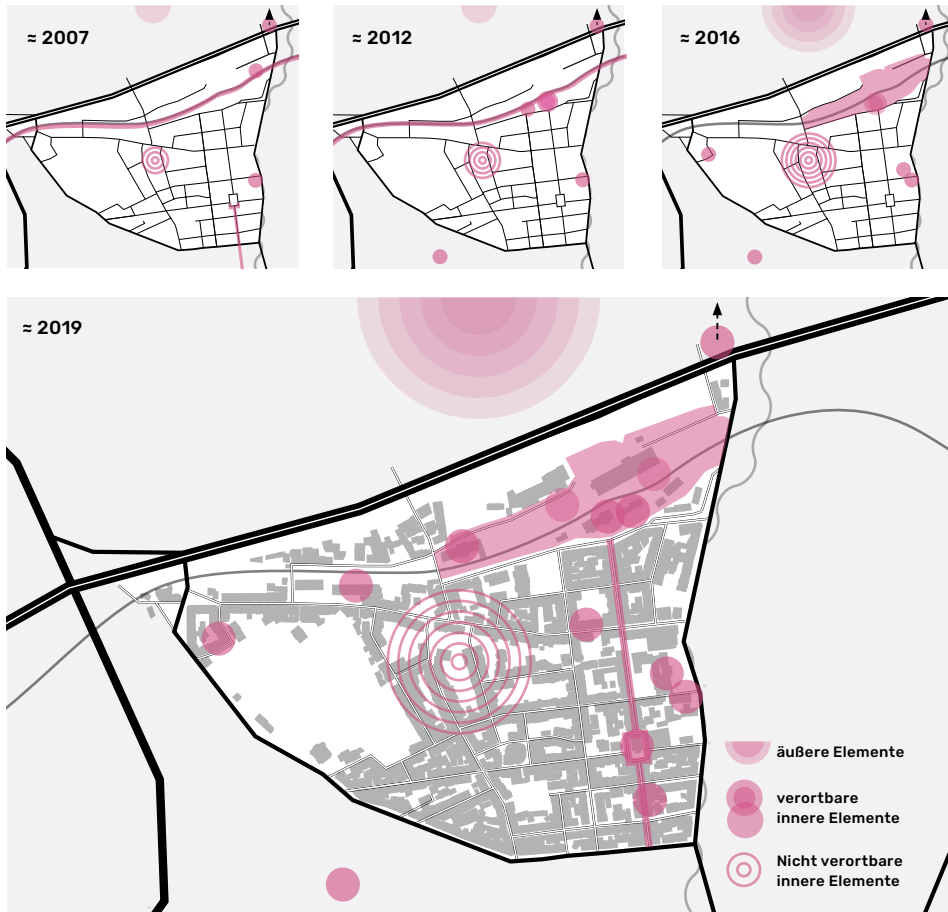 ≈ 2007
≈ 2012
≈ 2016
≈ 2019
äußere Elemente
verortbare
innere Elemente
Nicht verortbare
innere Elemente